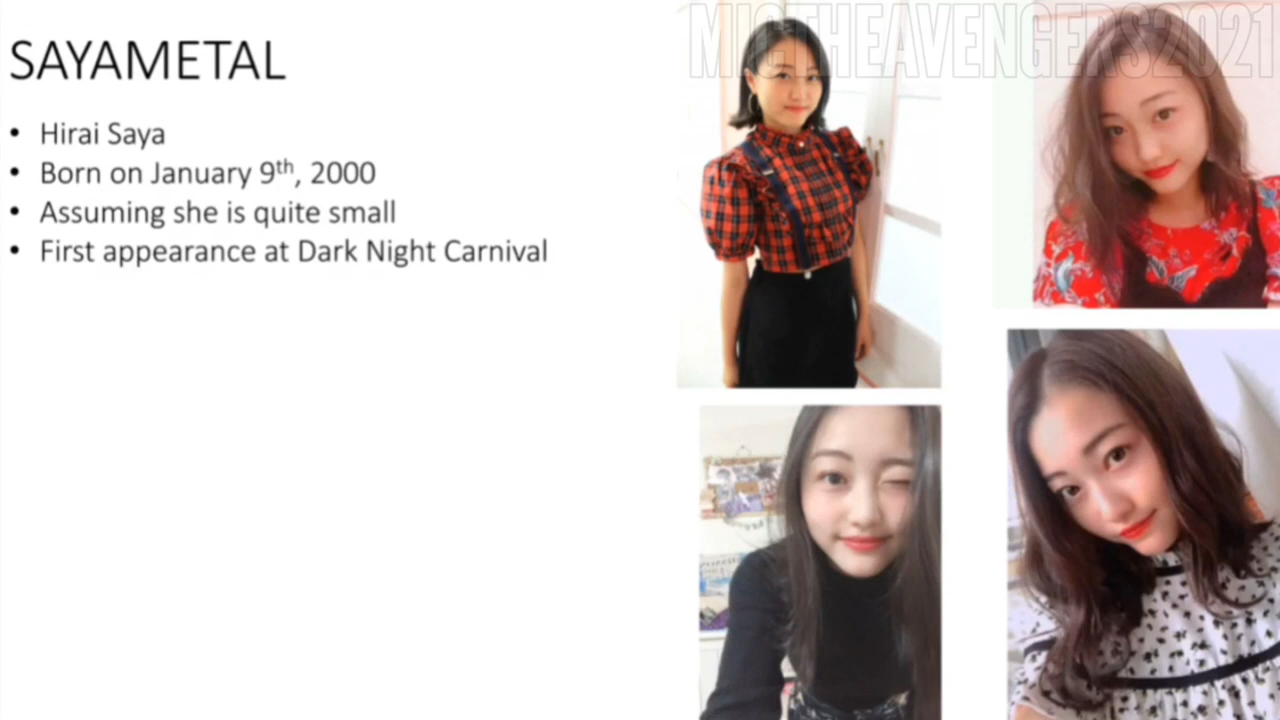 MICTHEAVENGERS2021
SAYAMETAL
• Hirai Saya
• Born on January 9th, 2000
• Assuming she is quite small
• First appearance at Dark Night Carnival